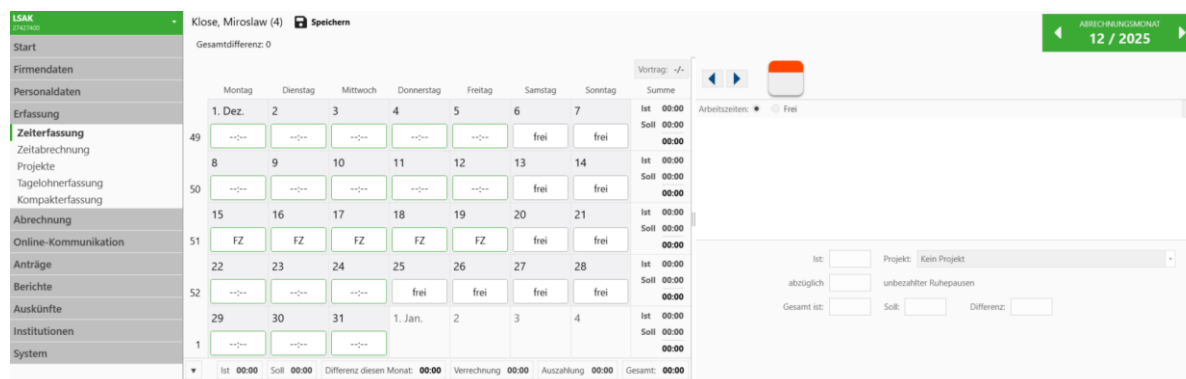 LSAK
27427400
Start
Firmendaten
Personaldaten
Erfassung
Zeiterfassung
Zeitabrechnung
Projekte
Tagelohnerfassung
Kompakterfassung
Abrechnung
Online-Kommunikation
Anträge
Berichte
Auskünfte
Institutionen
System
Klose, Miroslaw (4) Speichern
Gesamtdifferenz: 0
ABRECHNUNGSMONAT
12 / 2025
Vortrag: -/-
Montag Dienstag Mittwoch Donnerstag Freitag Samstag Sonntag Summe
1. Dez. 2 3 4 5 6 7 Ist 00:00
Soll 00:00
49 --:-- --:-- --:-- --:-- --:-- frei frei 00:00
8 9 10 11 12 13 14 Ist 00:00
Soll 00:00
50 --:-- --:-- --:-- --:-- --:-- frei frei 00:00
15 16 17 18 19 20 21 Ist 00:00
Soll 00:00
51 FZ FZ FZ FZ FZ frei frei 00:00
22 23 24 25 26 27 28 Ist 00:00
Soll 00:00
52 --:-- --:-- --:-- frei frei frei frei 00:00
29 30 31 1. Jan. 2 3 4 Ist 00:00
Soll 00:00
1 --:-- --:-- --:-- 00:00
Ist 00:00 Soll 00:00 Differenz diesen Monat: 00:00 Verrechnung 00:00 Auszahlung 00:00 Gesamt: 00:00
Arbeitszeiten: Frei
Ist: Projekt: Kein Projekt
abzüglich unbezahlter Ruhepausen
Gesamt ist: Soll: Differenz: